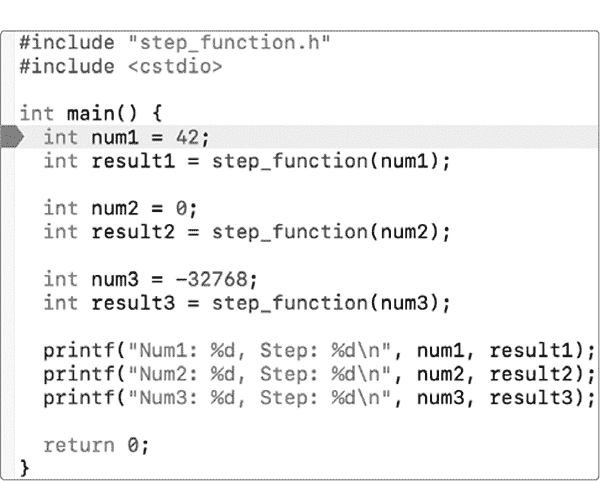 #include "step_function.h"
#include <cstdio>

int main() {
  int num1 = 42;
  int result1 = step_function(num1);

  int num2 = 0;
  int result2 = step_function(num2);

  int num3 = -32768;
  int result3 = step_function(num3);

  printf("Num1: %d, Step: %d\n", num1, result1);
  printf("Num2: %d, Step: %d\n", num2, result2);
  printf("Num3: %d, Step: %d\n", num3, result3);

  return 0;
}